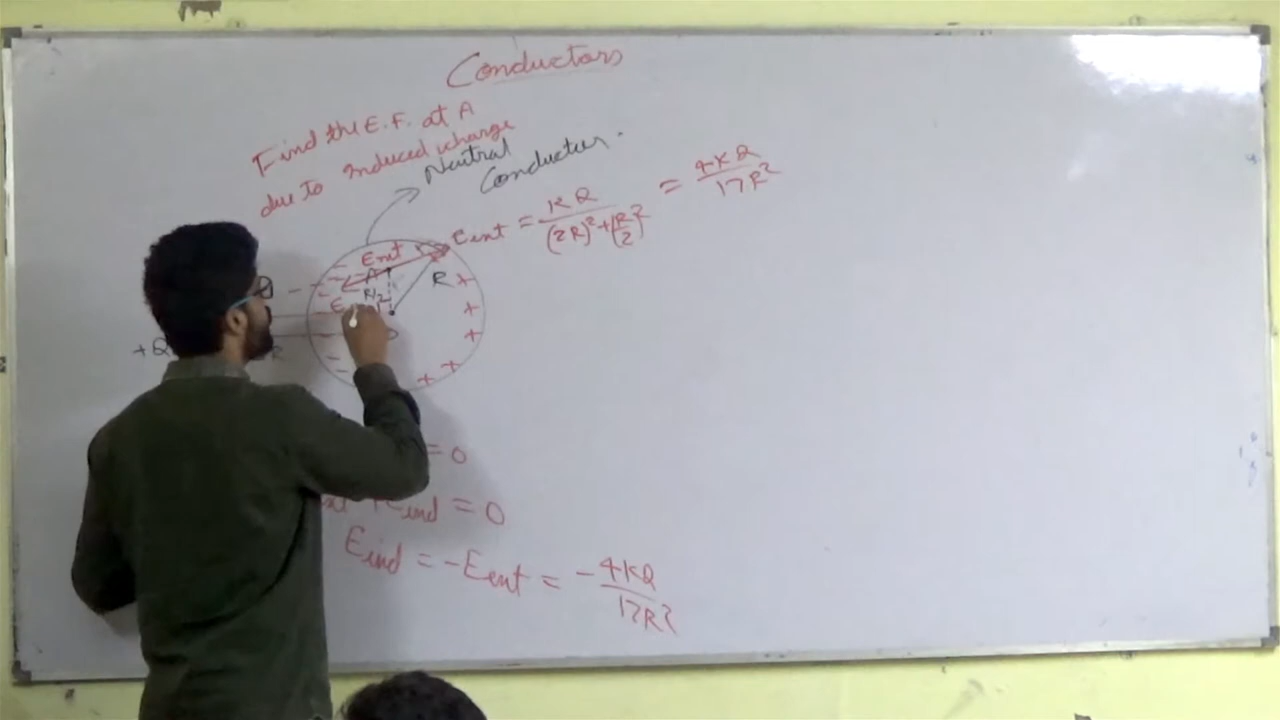 Conductors
Find the E.F. at A
due to Induced charge
Neutral
Conductor.
Eext = KQ / (2R)² + (R/2)² = 4KQ / 17R²
Eext
A
R
R/2
+Q
= 0
Eind = 0
Eind = -Eext = -4KQ / 17R²